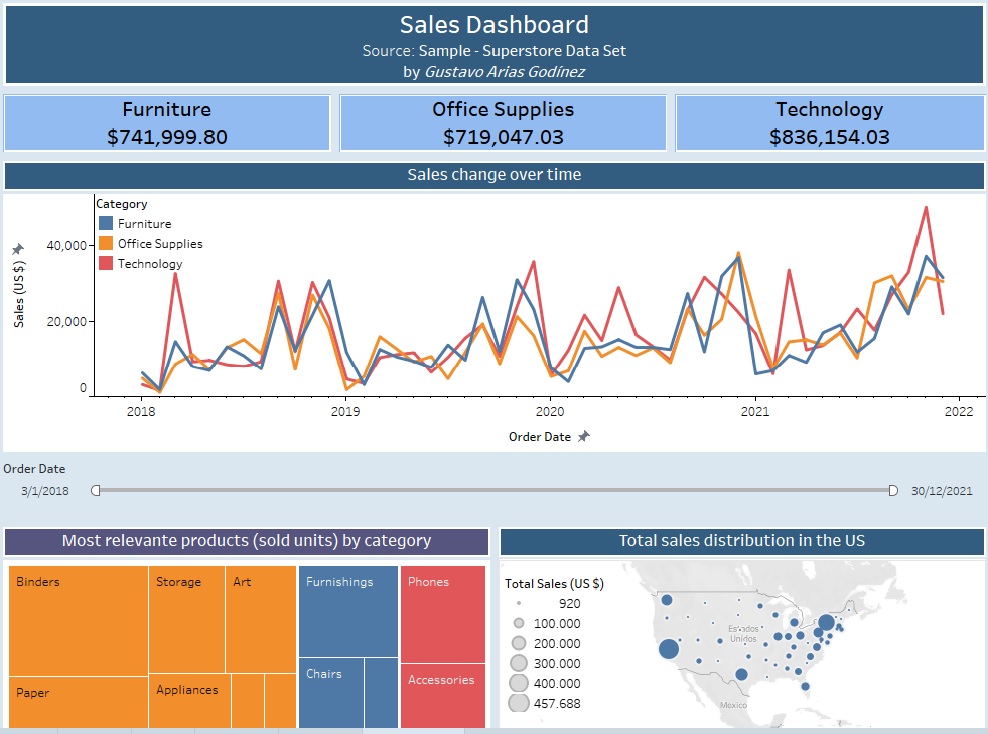 Sales Dashboard
Source: Sample - Superstore Data Set
by Gustavo Arias Godínez
Furniture
$741,999.80
Office Supplies
$719,047.03
Technology
$836,154.03
Sales change over time
Category
Furniture
Office Supplies
Technology
Sales (US $)
40,000
20,000
0
2018 2019 2020 2021 2022
Order Date
Order Date
3/1/2018 30/12/2021
Most relevante products (sold units) by category
Binders Storage Art Furnishings Phones
Chairs Accessories
Paper Appliances
Total sales distribution in the US
Total Sales (US $)
920
100.000
200.000
300.000
400.000
457.688
Estados
Unidos
Mexico